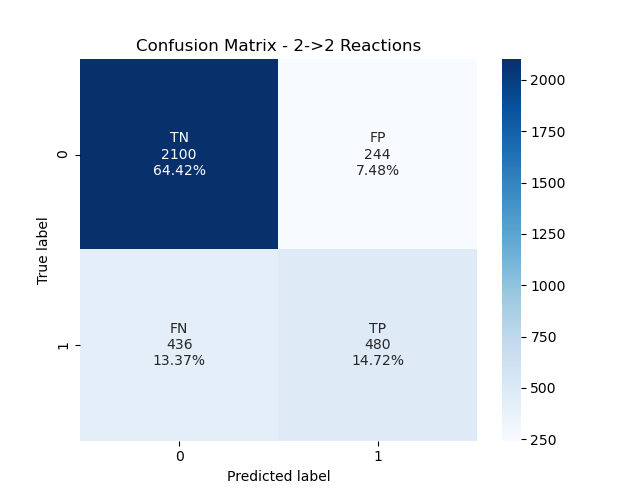 Confusion Matrix - 2->2 Reactions
TN
2100
64.42%
FP
244
7.48%
FN
436
13.37%
TP
480
14.72%
0
1
True label
0
1
Predicted label
2000
1750
1500
1250
1000
750
500
250